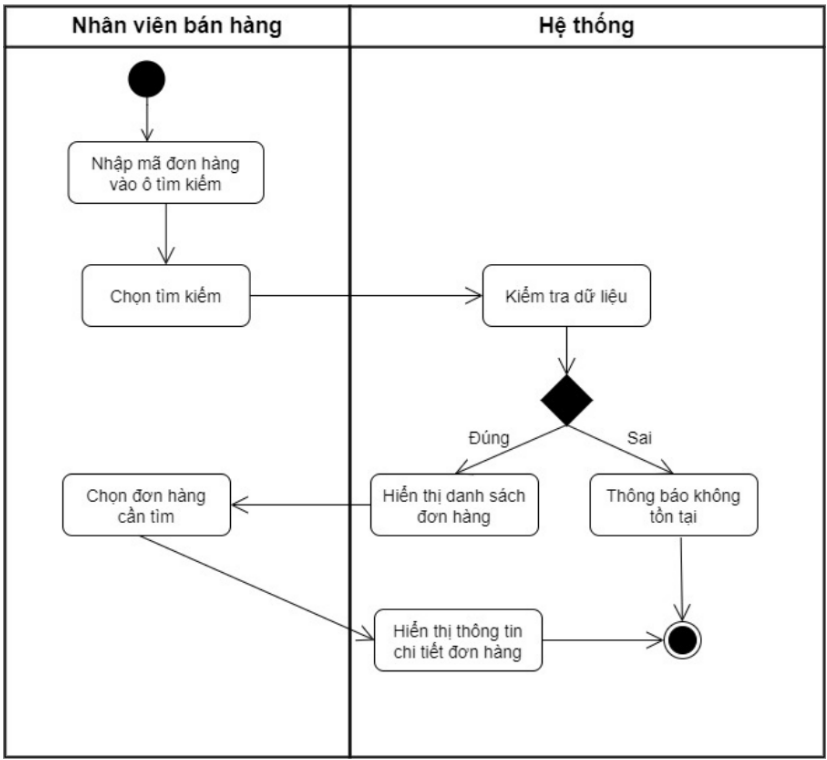 Nhân viên bán hàng
Hệ thống
Nhập mã đơn hàng
vào ô tìm kiếm
Chọn tìm kiếm
Kiểm tra dữ liệu
Đúng
Sai
Chọn đơn hàng
cần tìm
Hiển thị danh sách
đơn hàng
Thông báo không
tồn tại
Hiển thị thông tin
chi tiết đơn hàng